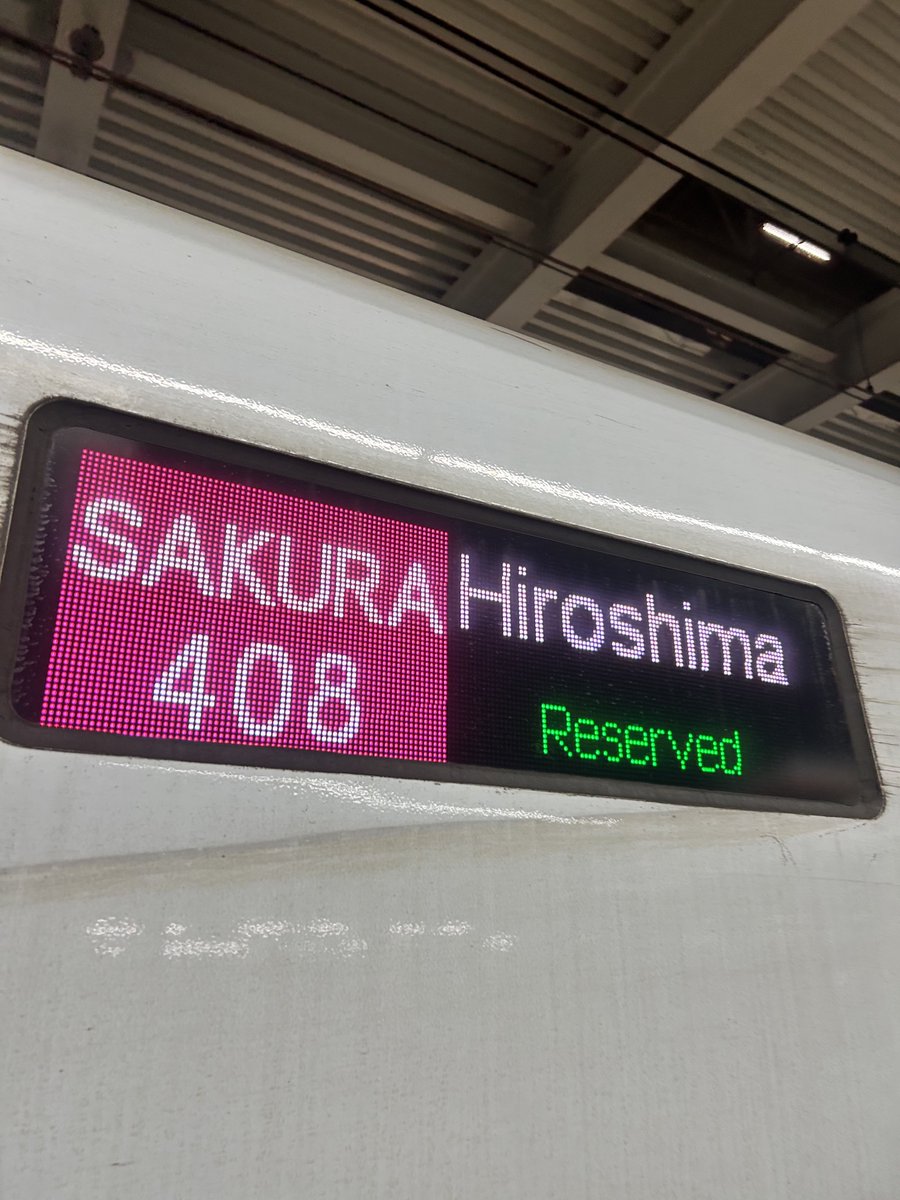 SAKURA
408
Hiroshima
Reserved